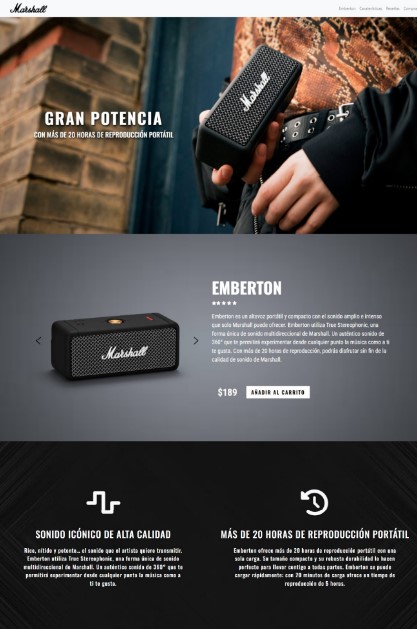 Marshall
Emberton Características Reseñas Comprar
Marshall
GRAN POTENCIA
CON MÁS DE 20 HORAS DE REPRODUCCIÓN PORTÁTIL
EMBERTON
Emberton es un altavoz portátil y compacto con el sonido amplio e intenso
que solo Marshall puede ofrecer. Emberton utiliza True Stereophonic, una
forma única de sonido multidireccional de Marshall. Un auténtico sonido de
360° que te permitirá experimentar desde cualquier punto la música como a ti
te gusta. Con más de 20 horas de reproducción, podrás disfrutar sin fin de la
calidad de sonido de Marshall.
Marshall
$189 AÑADIR AL CARRITO
SONIDO ICÓNICO DE ALTA CALIDAD
Rico, nítido y potente... el sonido que el artista quiere transmitir.
Emberton utiliza True Stereophonic, una forma única de sonido
multidireccional de Marshall. Un auténtico sonido de 360° que te
permitirá experimentar desde cualquier punto la música como a
ti te gusta.
MÁS DE 20 HORAS DE REPRODUCCIÓN PORTÁTIL
Emberton ofrece más de 20 horas de reproducción portátil con una
sola carga. Su tamaño compacto y su robusta durabilidad lo hacen
perfecto para llevar contigo a todas partes. Emberton se puede
cargar rápidamente: con 20 minutos de carga ofrece un tiempo de
reproducción de 5 horas.